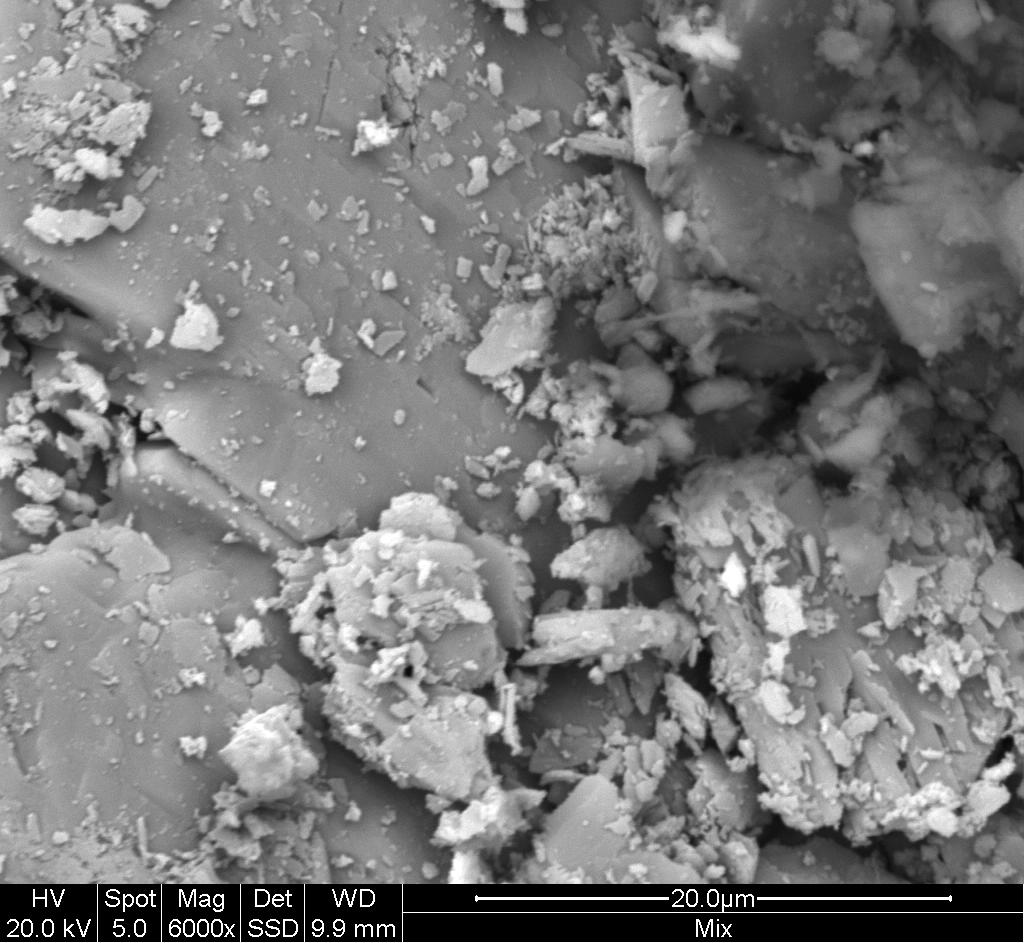 HV Spot Mag Det WD 20.0µm
20.0 kV 5.0 6000x SSD 9.9 mm Mix